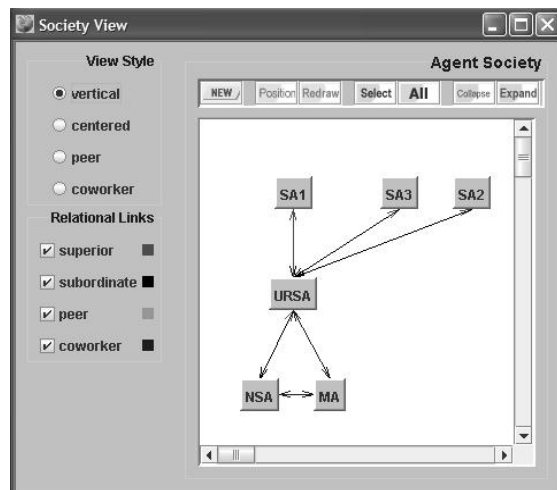 Society View
View Style
vertical
centered
peer
coworker
Relational Links
superior
subordinate
peer
coworker
Agent Society
NEW Position Redraw Select All Collapse Expand
SA1 SA3 SA2
URSA
NSA MA